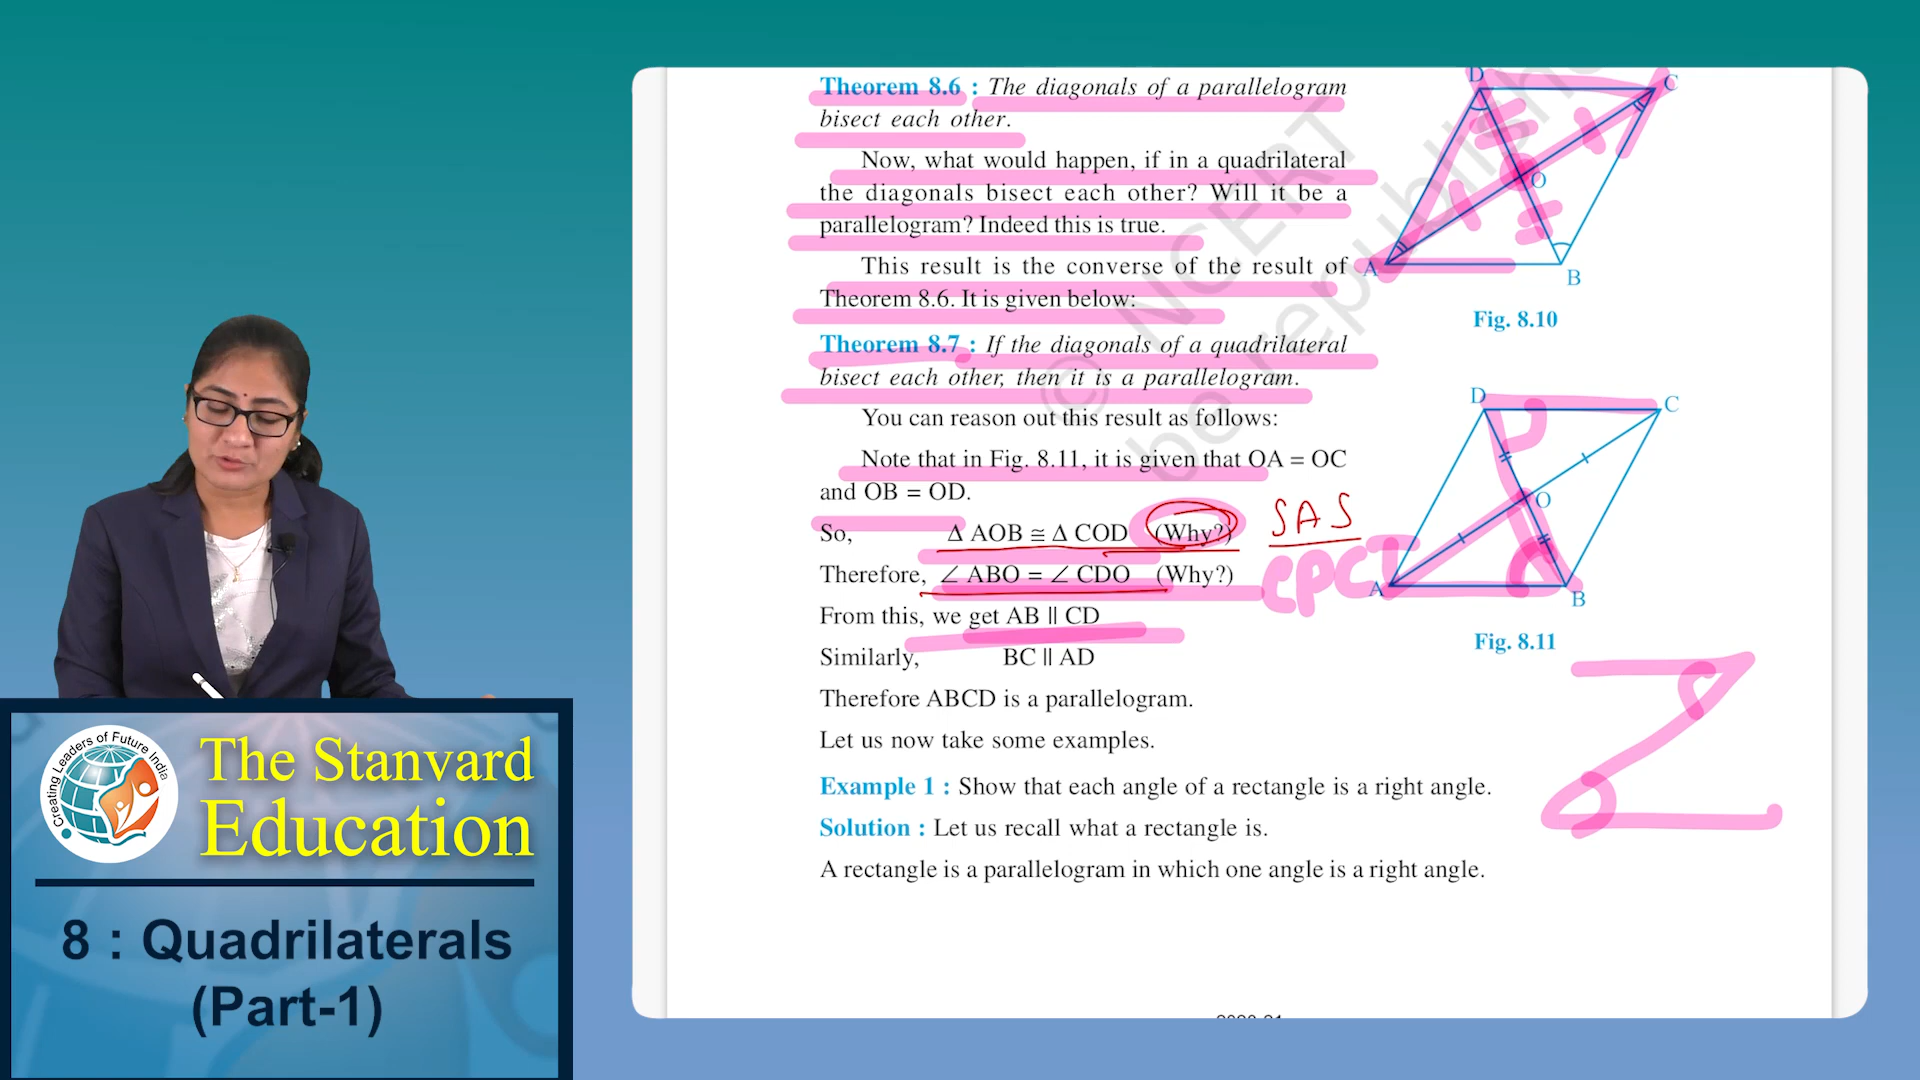 Theorem 8.6 : The diagonals of a parallelogram
bisect each other.
Now, what would happen, if in a quadrilateral
the diagonals bisect each other? Will it be a
parallelogram? Indeed this is true.
This result is the converse of the result of
Theorem 8.6. It is given below:
Theorem 8.7 : If the diagonals of a quadrilateral
bisect each other, then it is a parallelogram.
You can reason out this result as follows:
Note that in Fig. 8.11, it is given that OA = OC
and OB = OD.
So, Δ AOB ≅ Δ COD (Why?) SAS
Therefore, ∠ ABO = ∠ CDO (Why?) CPCT
From this, we get AB || CD
Similarly, BC || AD
Therefore ABCD is a parallelogram.
Let us now take some examples.
Example 1 : Show that each angle of a rectangle is a right angle.
Solution : Let us recall what a rectangle is.
A rectangle is a parallelogram in which one angle is a right angle.
D C
O
A B
Fig. 8.10
D C
O
A B
Fig. 8.11
© NCERT
be republished
Creating Leaders of Future India
The Stanvard
Education
8 : Quadrilaterals
(Part-1)